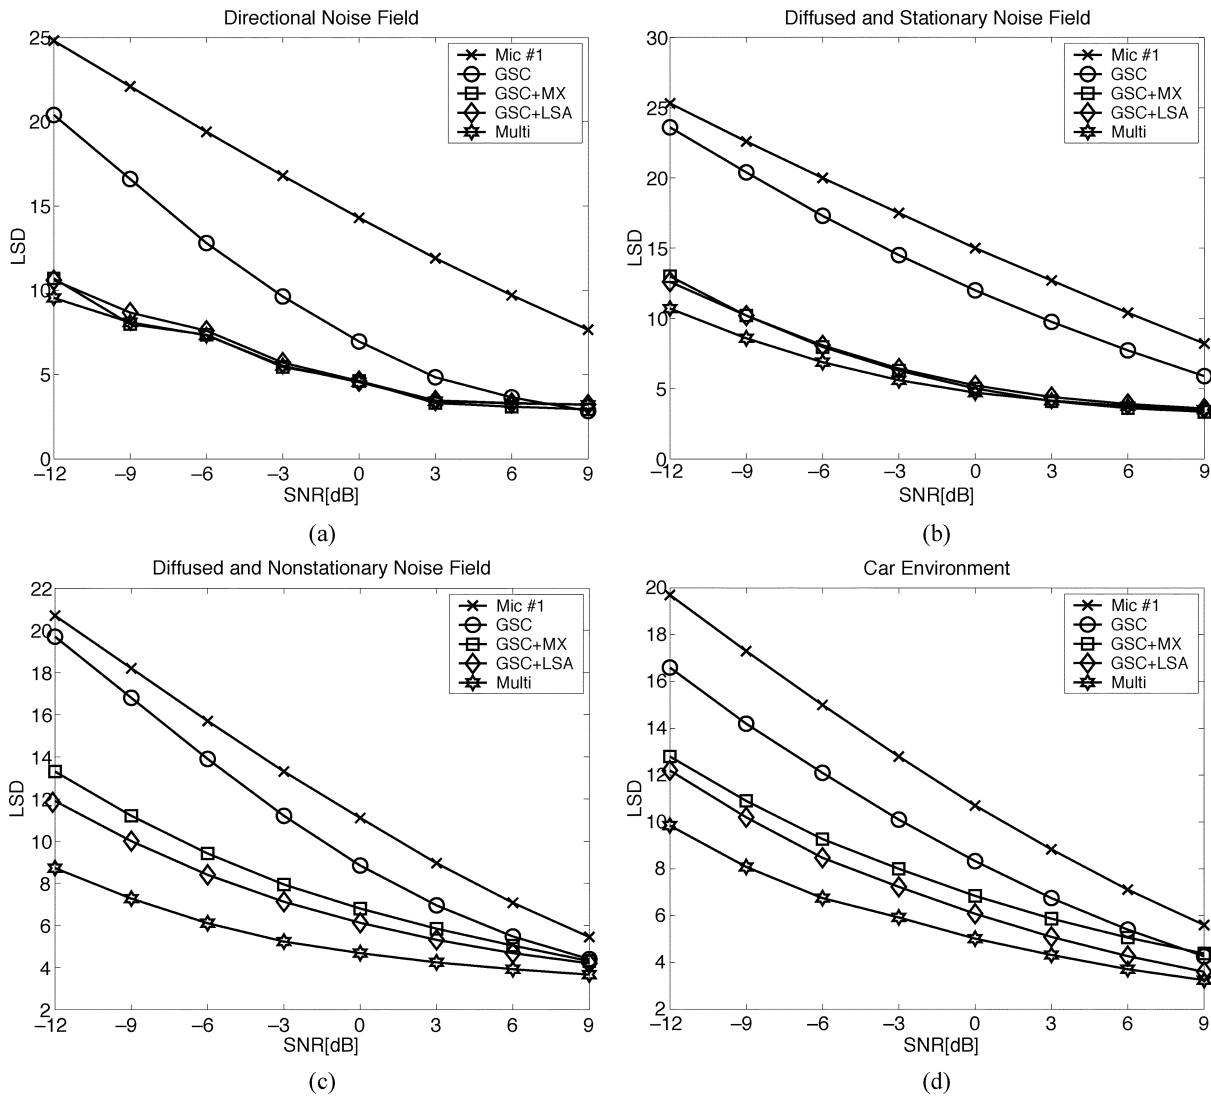 Directional Noise Field
25
20
15
10
5
0
LSD
Mic #1
GSC
GSC+MX
GSC+LSA
Multi
−12 −9 −6 −3 0 3 6 9
SNR[dB]
(a)
Diffused and Stationary Noise Field
30
25
20
15
10
5
0
LSD
Mic #1
GSC
GSC+MX
GSC+LSA
Multi
−12 −9 −6 −3 0 3 6 9
SNR[dB]
(b)
Diffused and Nonstationary Noise Field
22
20
18
16
14
12
10
8
6
4
2
LSD
Mic #1
GSC
GSC+MX
GSC+LSA
Multi
−12 −9 −6 −3 0 3 6 9
SNR[dB]
(c)
Car Environment
20
18
16
14
12
10
8
6
4
2
LSD
Mic #1
GSC
GSC+MX
GSC+LSA
Multi
−12 −9 −6 −3 0 3 6 9
SNR[dB]
(d)